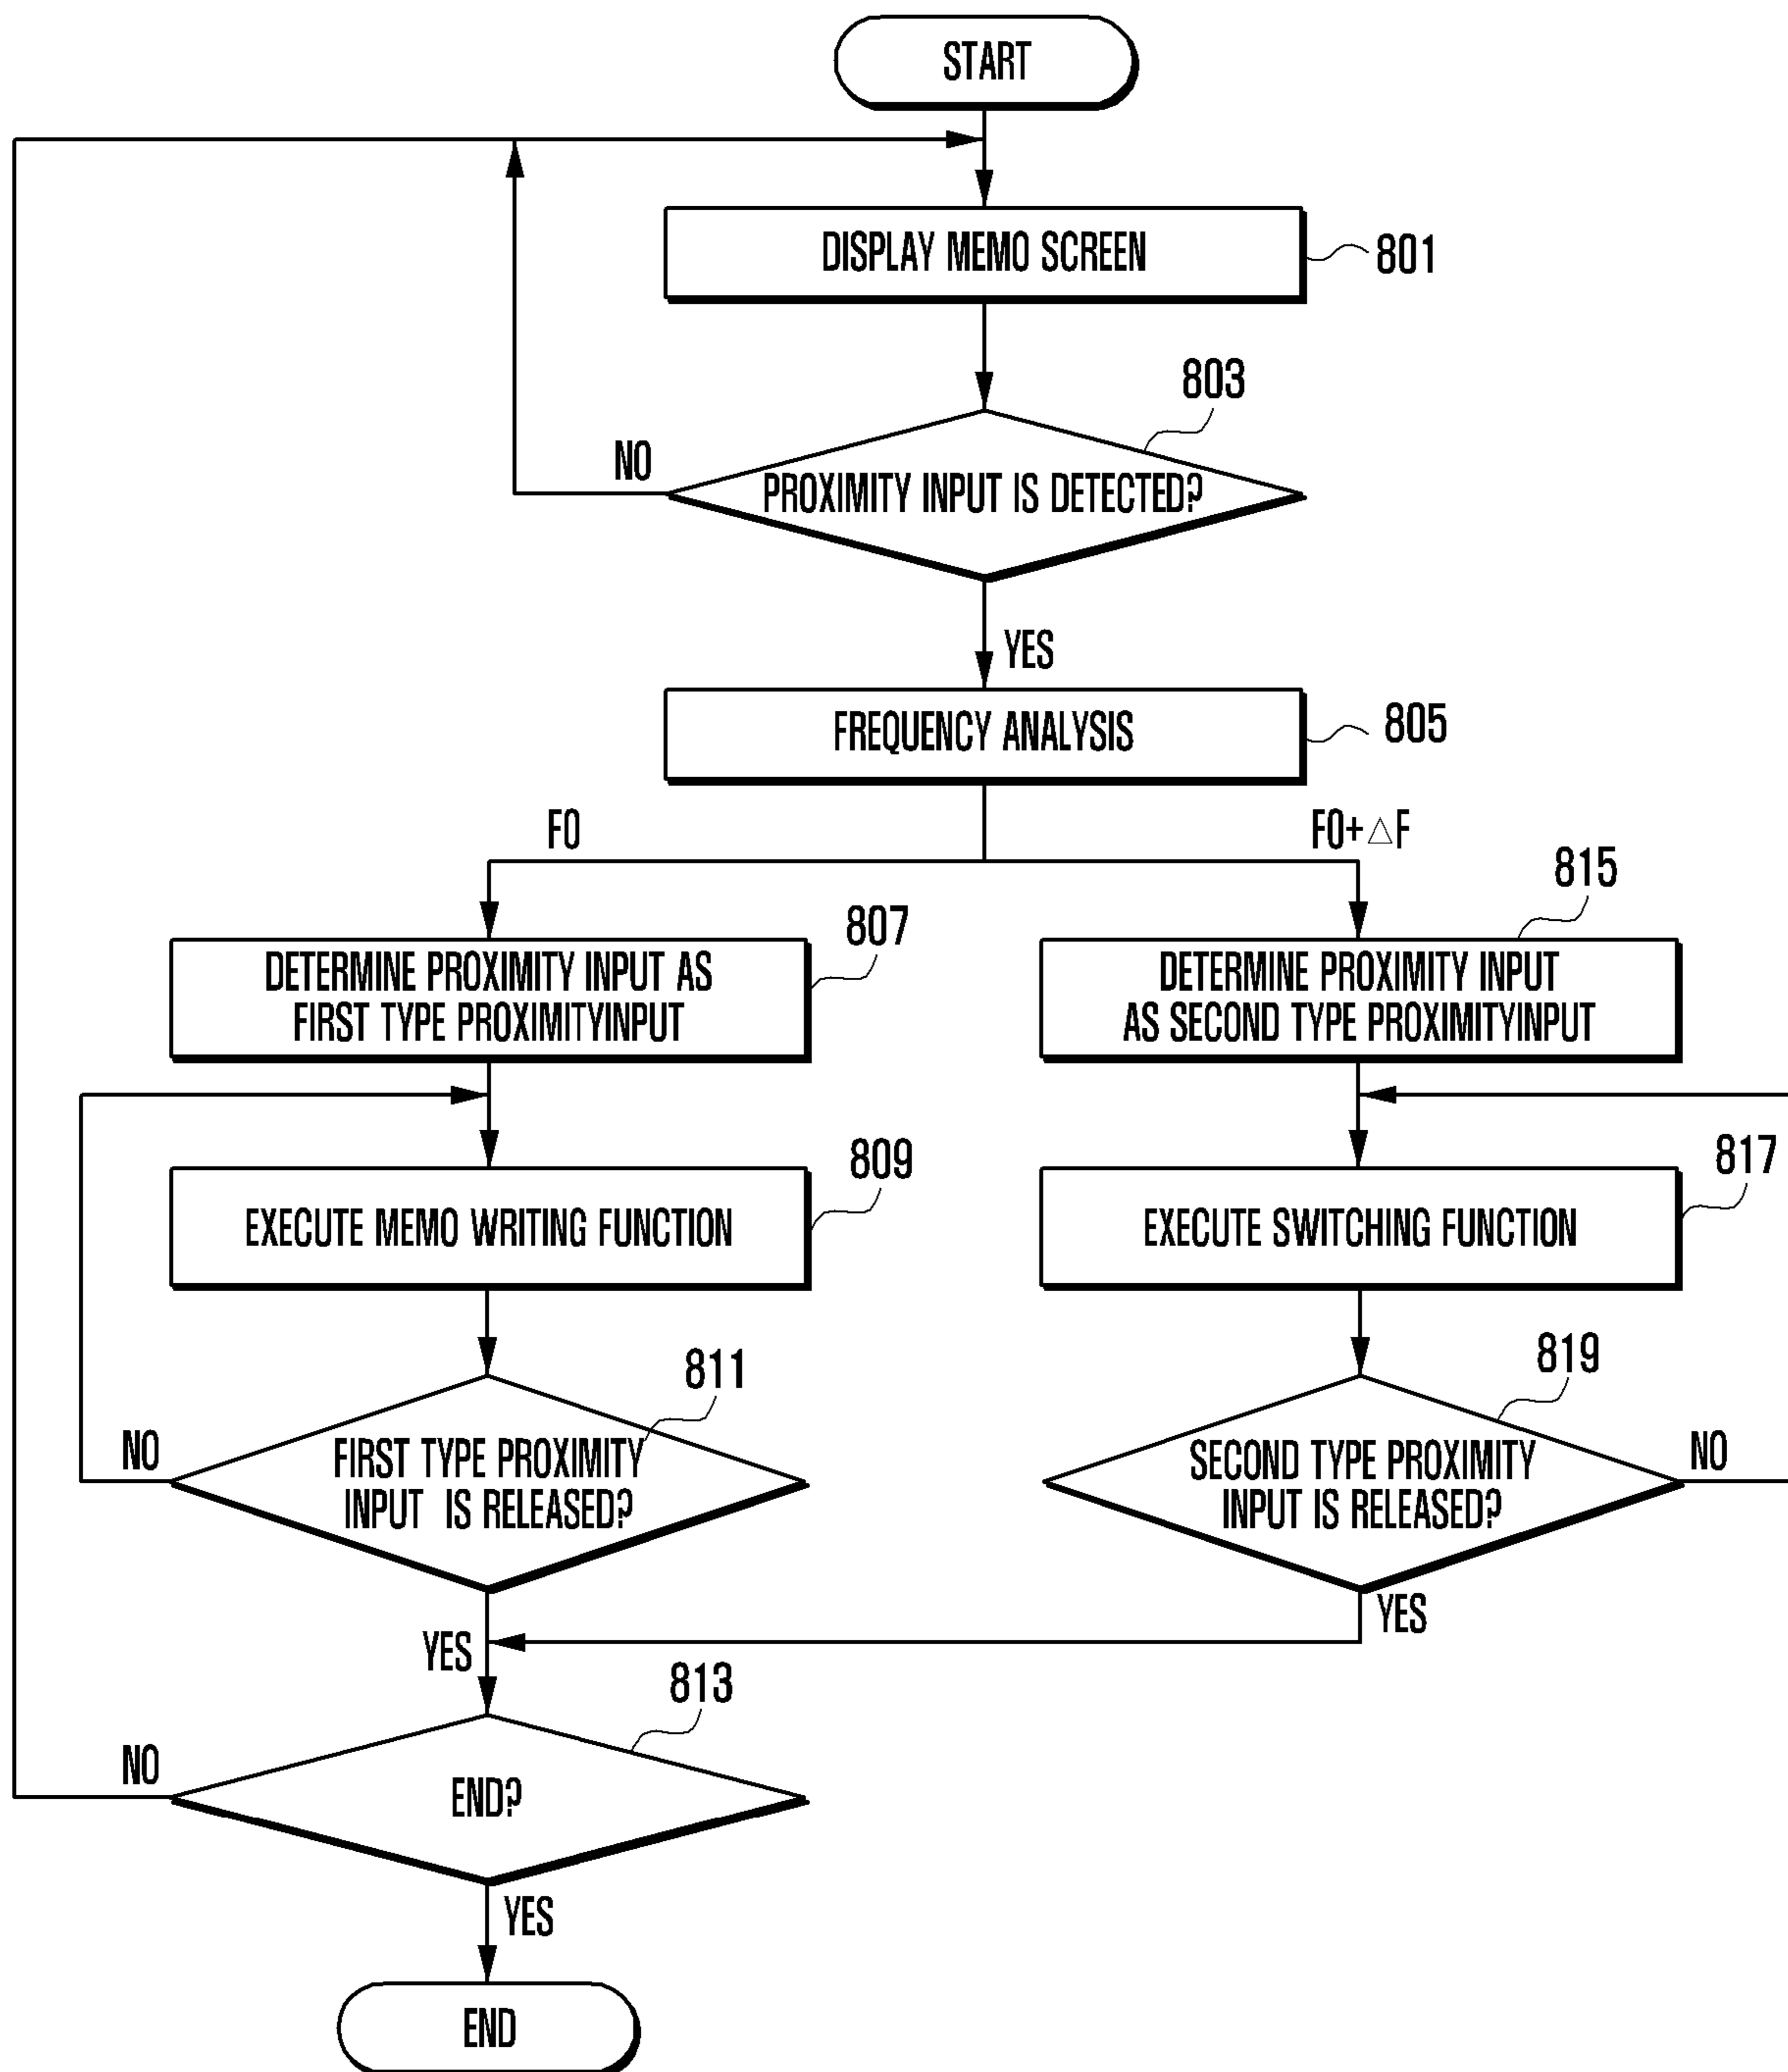 START
DISPLAY MEMO SCREEN
801
803
NO
PROXIMITY INPUT IS DETECTED?
YES
FREQUENCY ANALYSIS
805
F0
F0+△F
815
807
DETERMINE PROXIMITY INPUT AS
FIRST TYPE PROXIMITYINPUT
DETERMINE PROXIMITY INPUT
AS SECOND TYPE PROXIMITYINPUT
809
817
EXECUTE MEMO WRITING FUNCTION
EXECUTE SWITCHING FUNCTION
811
819
NO
FIRST TYPE PROXIMITY
INPUT IS RELEASED?
SECOND TYPE PROXIMITY
INPUT IS RELEASED?
NO
YES
YES
813
NO
END?
YES
END